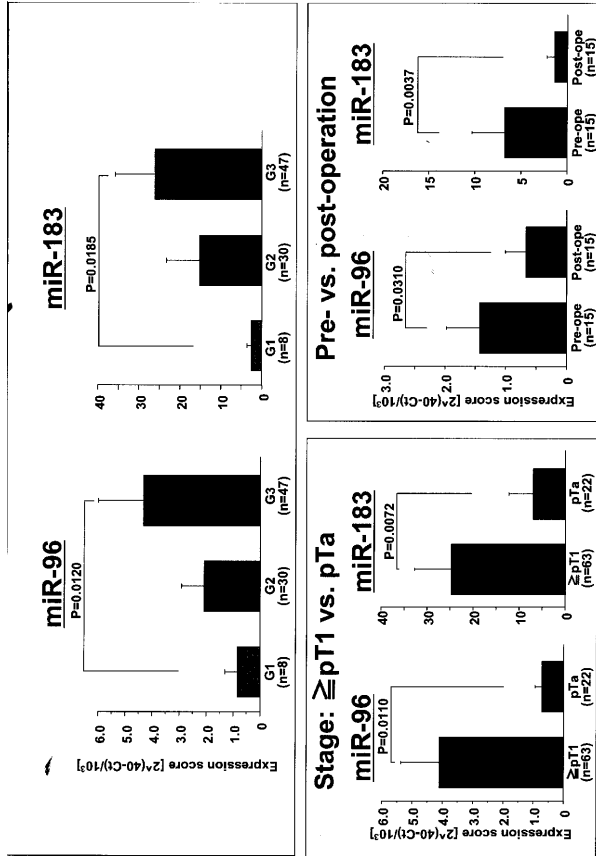 miR-96
Expression score [2^(40-Ct)/10³]
6.0
5.0
4.0
3.0
2.0
1.0
0
P=0.0120
G1
(n=8)
G2
(n=30)
G3
(n=47)
miR-183
40
30
20
10
0
P=0.0185
G1
(n=8)
G2
(n=30)
G3
(n=47)
Stage: ≧pT1 vs. pTa
miR-96
Expression score [2^(40-Ct)/10³]
6.0
5.0
4.0
3.0
2.0
1.0
0
P=0.0110
≧pT1
(n=63)
pTa
(n=22)
miR-183
40
30
20
10
0
P=0.0072
≧pT1
(n=63)
pTa
(n=22)
Pre- vs. post-operation
miR-96
Expression score [2^(40-Ct)/10³]
3.0
2.0
1.0
0
P=0.0310
Pre-ope
(n=15)
Post-ope
(n=15)
miR-183
20
15
10
5
0
P=0.0037
Pre-ope
(n=15)
Post-ope
(n=15)